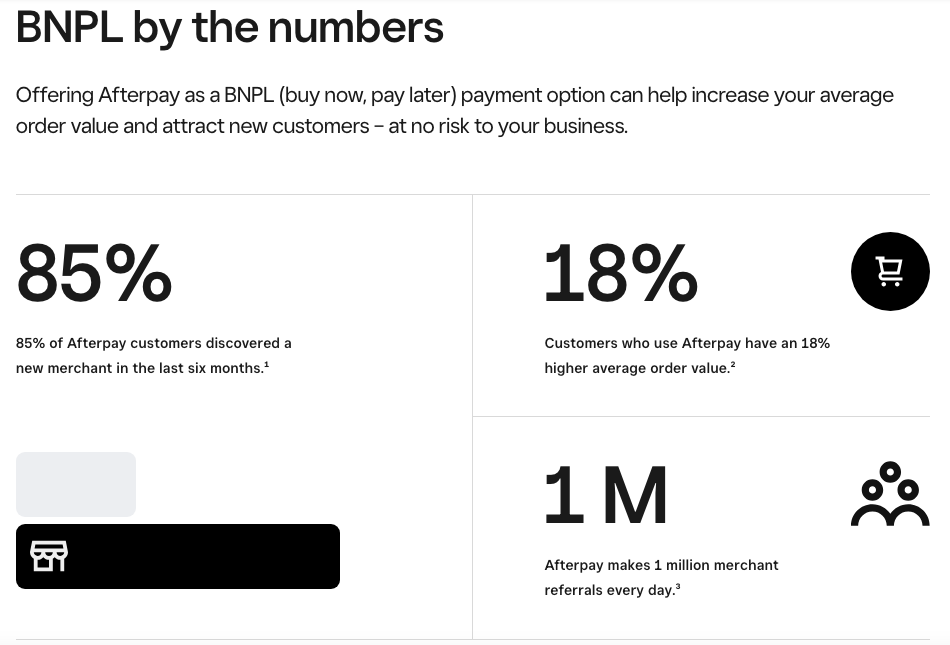 BNPL by the numbers
Offering Afterpay as a BNPL (buy now, pay later) payment option can help increase your average
order value and attract new customers – at no risk to your business.
85%
85% of Afterpay customers discovered a
new merchant in the last six months.¹
18%
Customers who use Afterpay have an 18%
higher average order value.²
1 M
Afterpay makes 1 million merchant
referrals every day.³